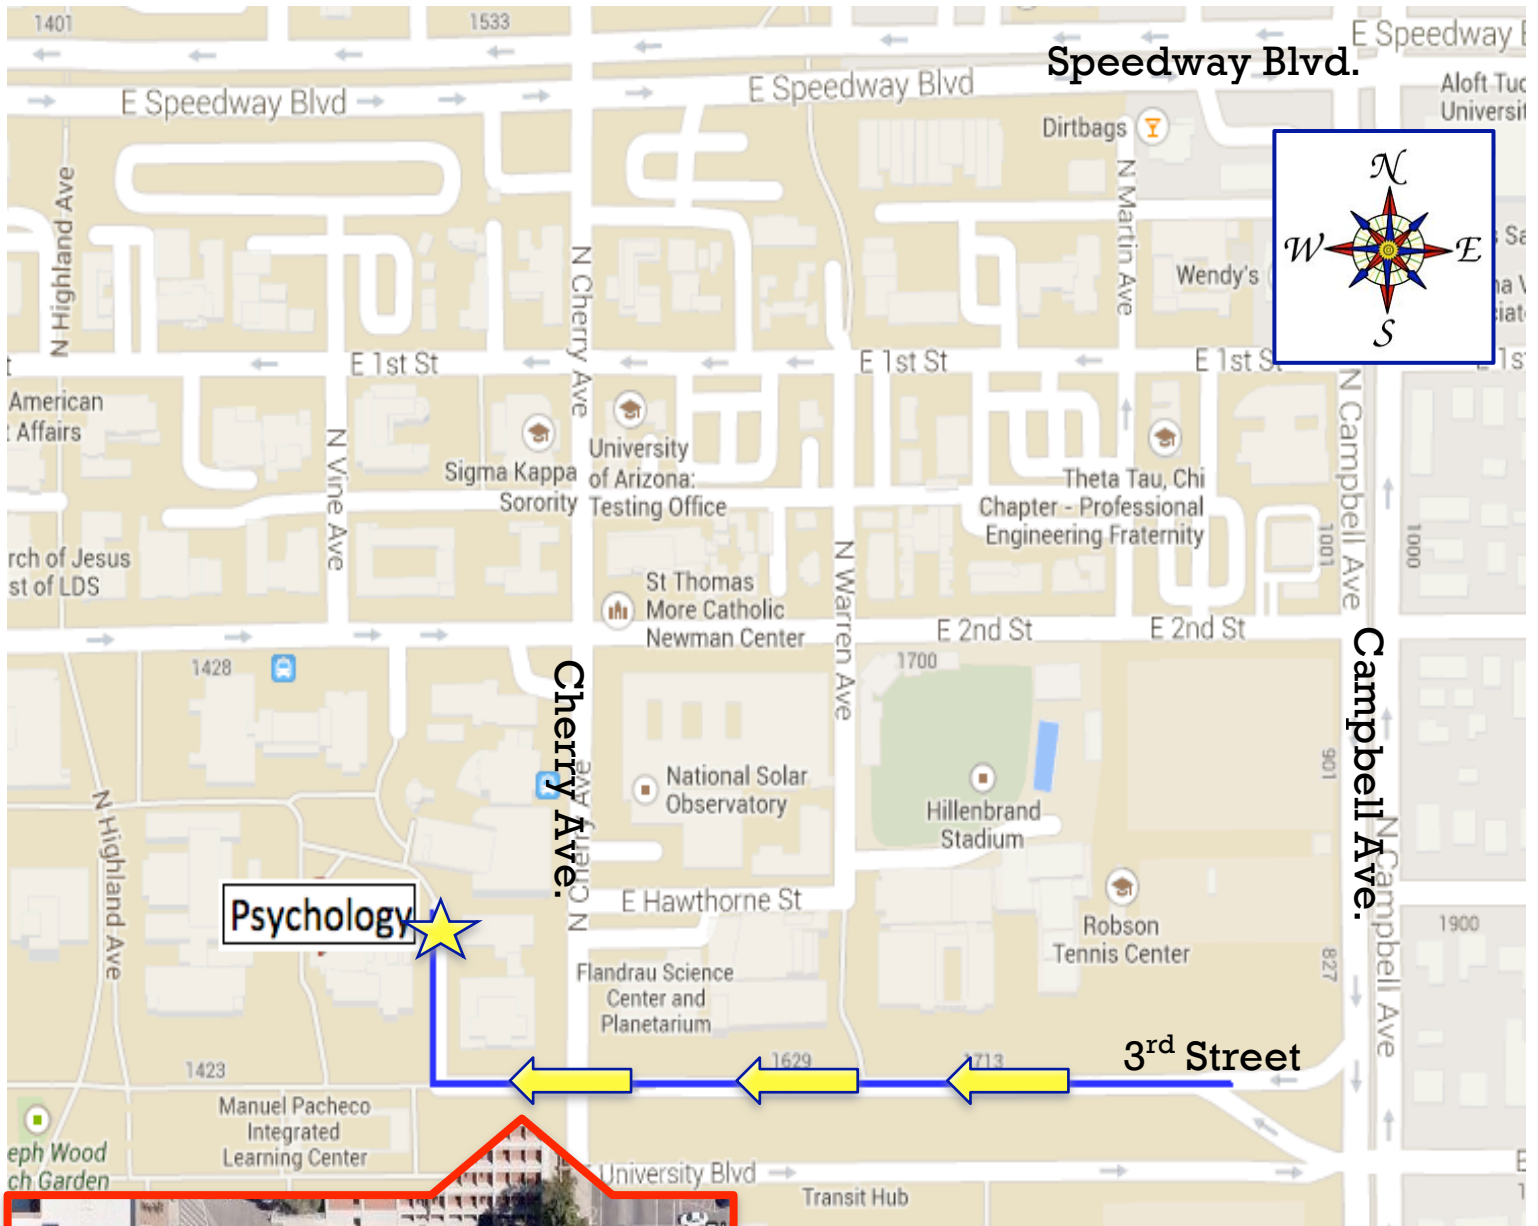 1401
1533
E Speedway
Speedway Blvd.
E Speedway Blvd
E Speedway Blvd
Aloft Tuc
Universit
Dirtbags
N
W
E
S
N Highland Ave
N Martin Ave
N Cherry Ave
Wendy's
Sa
E 1st St
E 1st St
E 1st S
1s
American
Affairs
N Vine Ave
Sigma Kappa
Sorority
University
of Arizona:
Testing Office
Theta Tau, Chi
Chapter - Professional
Engineering Fraternity
N Campbell Ave
1001
1000
rch of Jesus
st of LDS
St Thomas
More Catholic
Newman Center
N Warren Ave
E 2nd St
E 2nd St
1428
1700
Cherry Ave.
N Cherry Ave
Campbell Ave.
901
National Solar
Observatory
Hillenbrand
Stadium
N Highland Ave
E Hawthorne St
Psychology
Robson
Tennis Center
1900
827
N Campbell Ave
Flandrau Science
Center and
Planetarium
3rd Street
1423
1629
1713
Manuel Pacheco
Integrated
Learning Center
eph Wood
ch Garden
University Blvd
Transit Hub